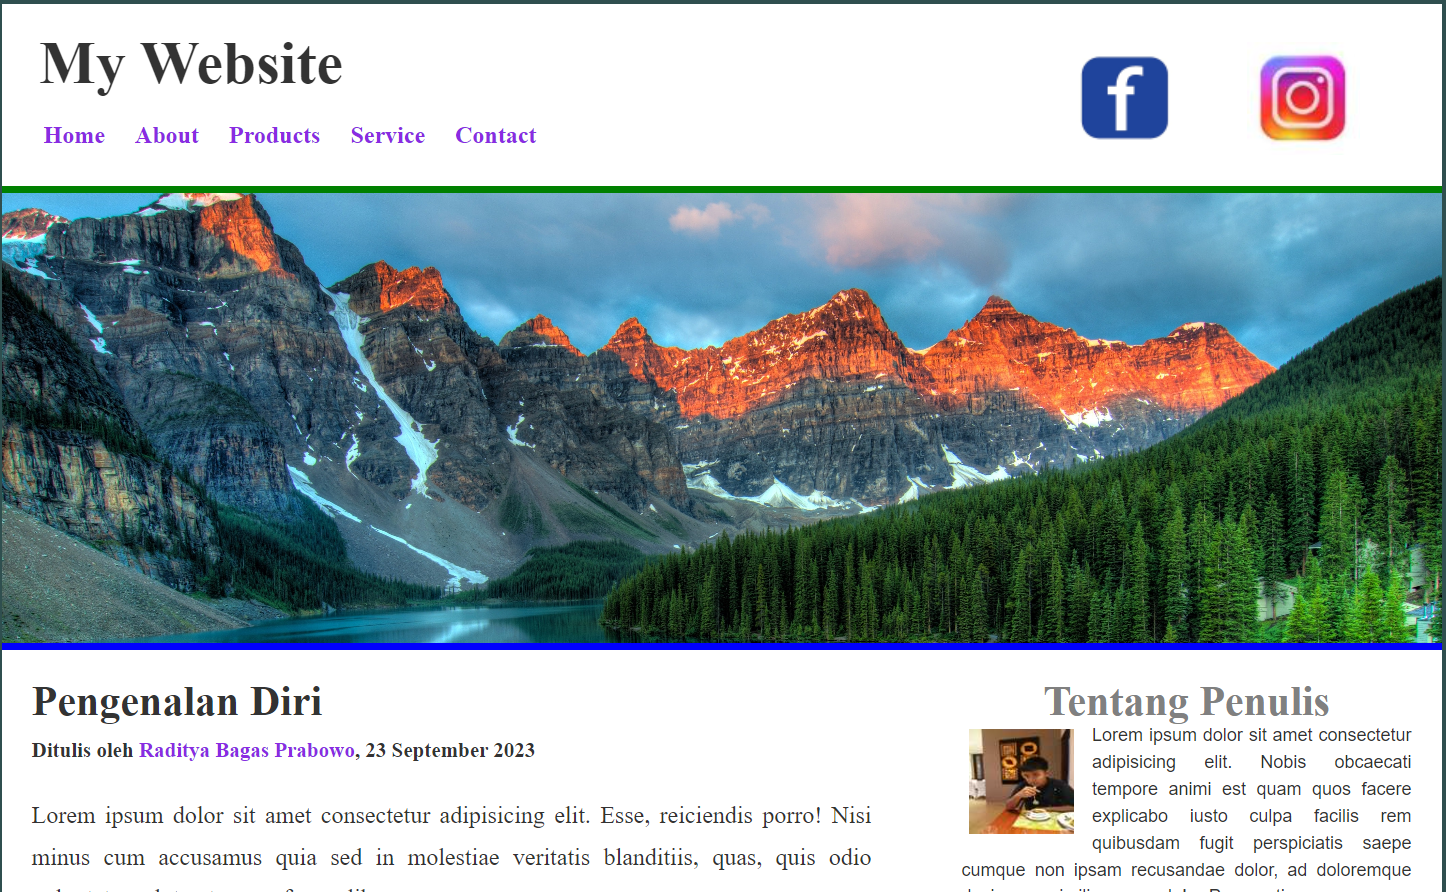 My Website
Home About Products Service Contact
Pengenalan Diri
Ditulis oleh Raditya Bagas Prabowo, 23 September 2023
Lorem ipsum dolor sit amet consectetur adipisicing elit. Esse, reiciendis porro! Nisi
minus cum accusamus quia sed in molestiae veritatis blanditiis, quas, quis odio
Tentang Penulis
Lorem ipsum dolor sit amet consectetur
adipisicing elit. Nobis obcaecati
tempore animi est quam quos facere
explicabo iusto culpa facilis rem
quibusdam fugit perspiciatis saepe
cumque non ipsam recusandae dolor, ad doloremque